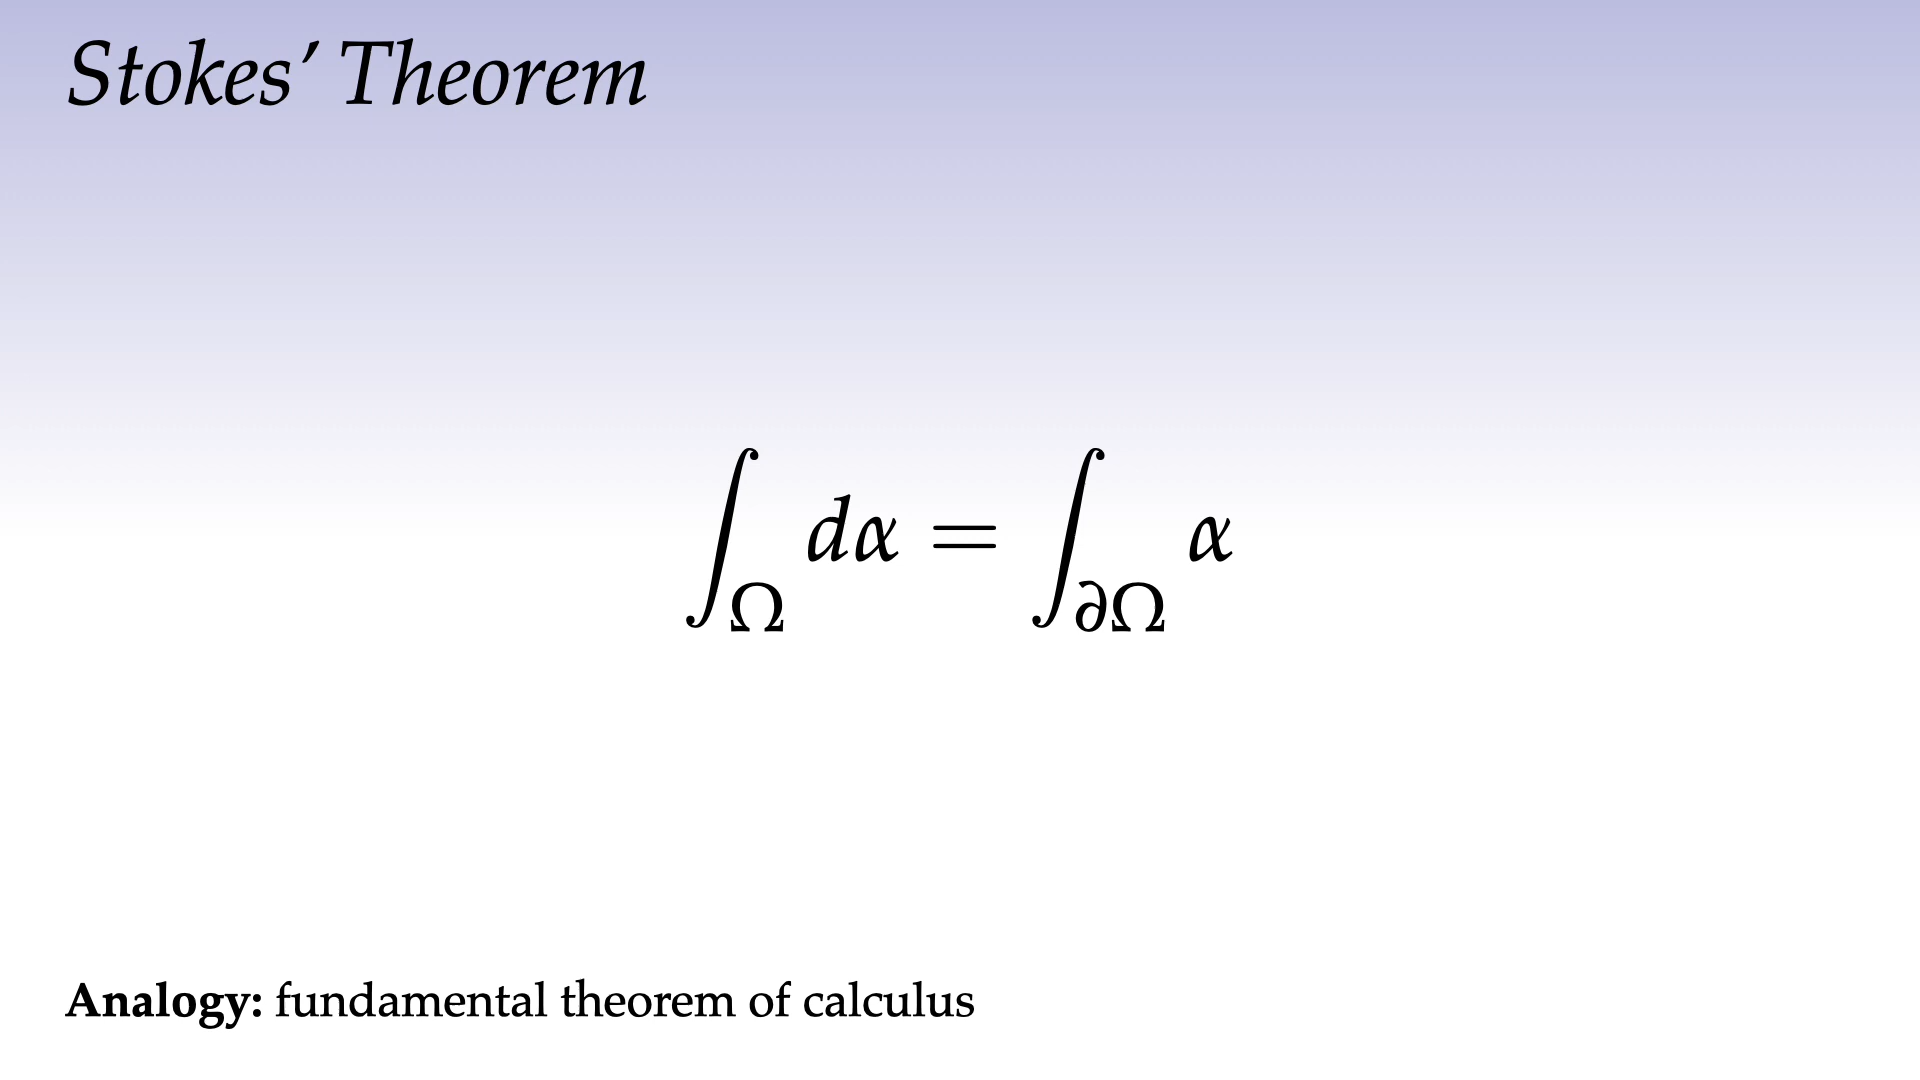 Stokes’ Theorem
∫_Ω dα = ∫_∂Ω α
Analogy: fundamental theorem of calculus